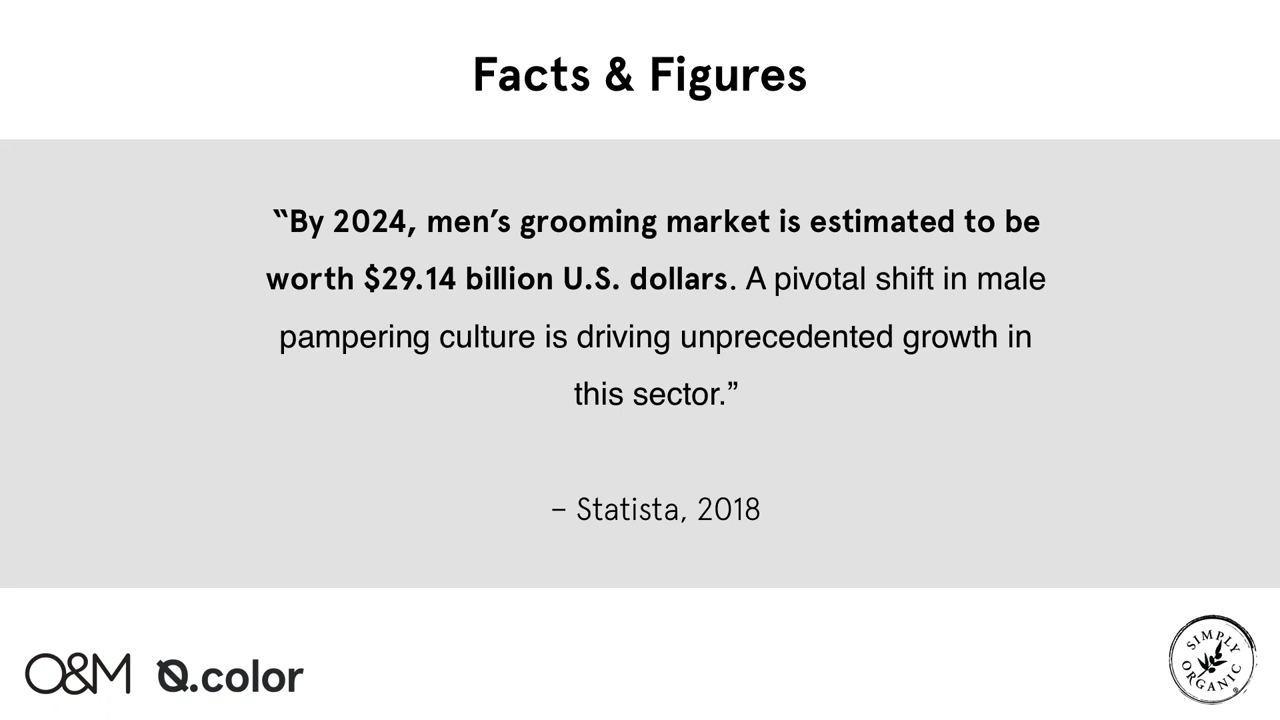 Facts & Figures
“By 2024, men’s grooming market is estimated to be
worth $29.14 billion U.S. dollars. A pivotal shift in male
pampering culture is driving unprecedented growth in
this sector.”
– Statista, 2018
O&M Ø.color
SIMPLY
ORGANIC®